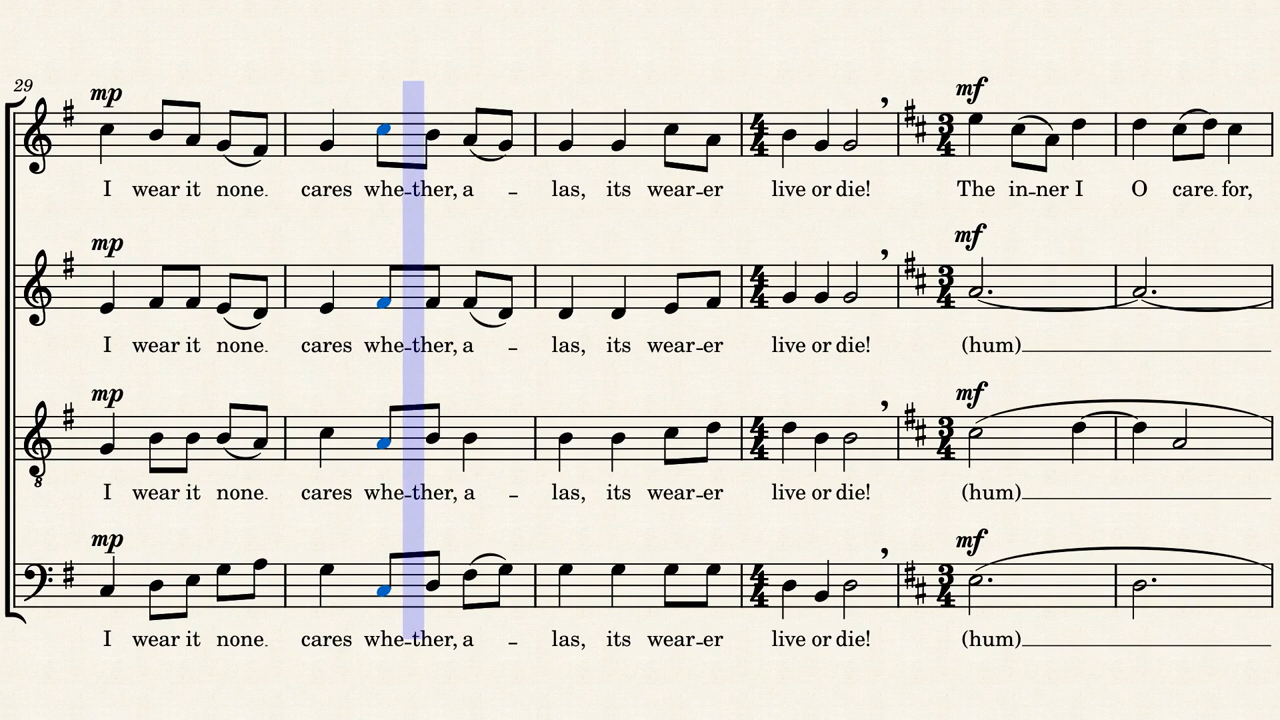 29
mp mf
I wear it none. cares whe-ther, a - las, its wear-er live or die! The in-ner I O care. for,
mp mf
I wear it none. cares whe-ther, a - las, its wear-er live or die! (hum)
mp mf
I wear it none. cares whe-ther, a - las, its wear-er live or die! (hum)
mp mf
I wear it none. cares whe-ther, a - las, its wear-er live or die! (hum)